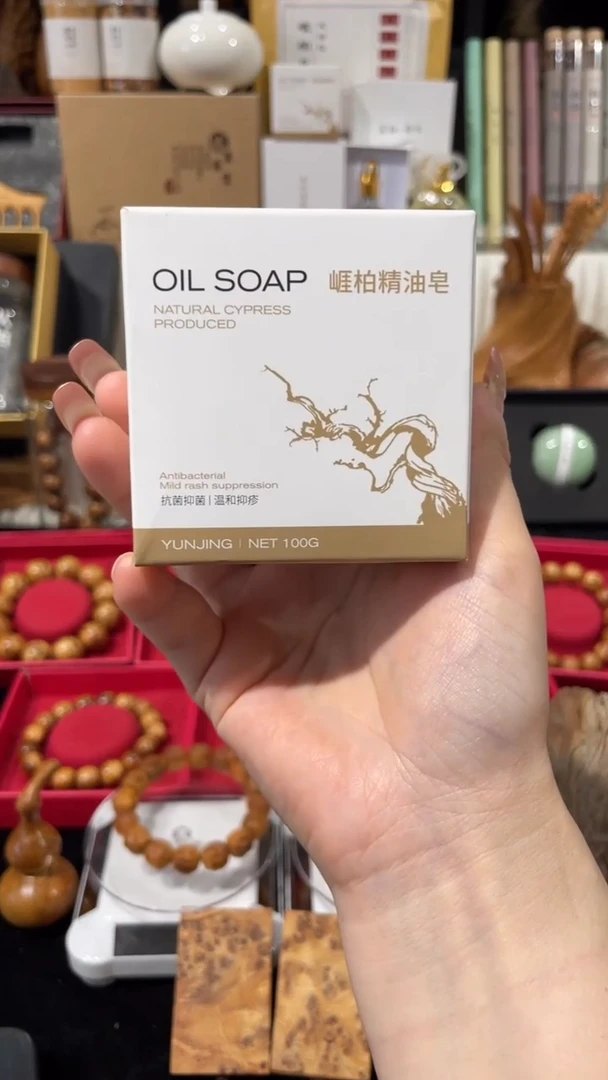 OIL SOAP 崕柏精油皂
NATURAL CYPRESS
PRODUCED
Antibacterial
Mild rash suppression
抗菌抑菌 | 温和抑疹
YUNJING | NET 100G